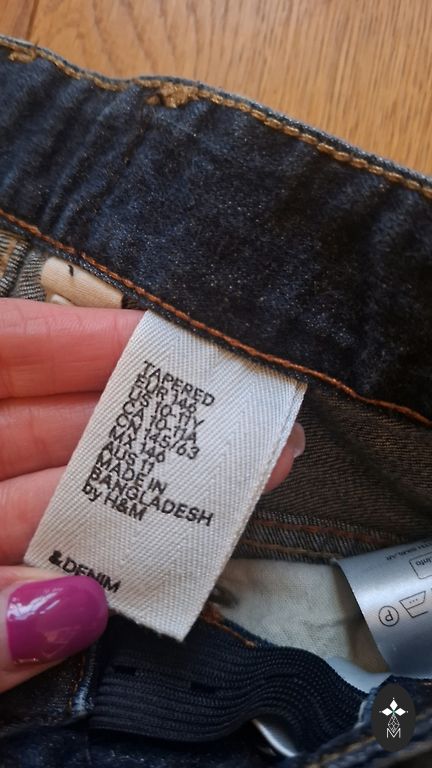 TAPERED
EUR 146
US 10-11Y
CA 10-11A
CN 145/63
MX 146
AUS 11
MADE IN
BANGLADESH
by H&M
&DENIM